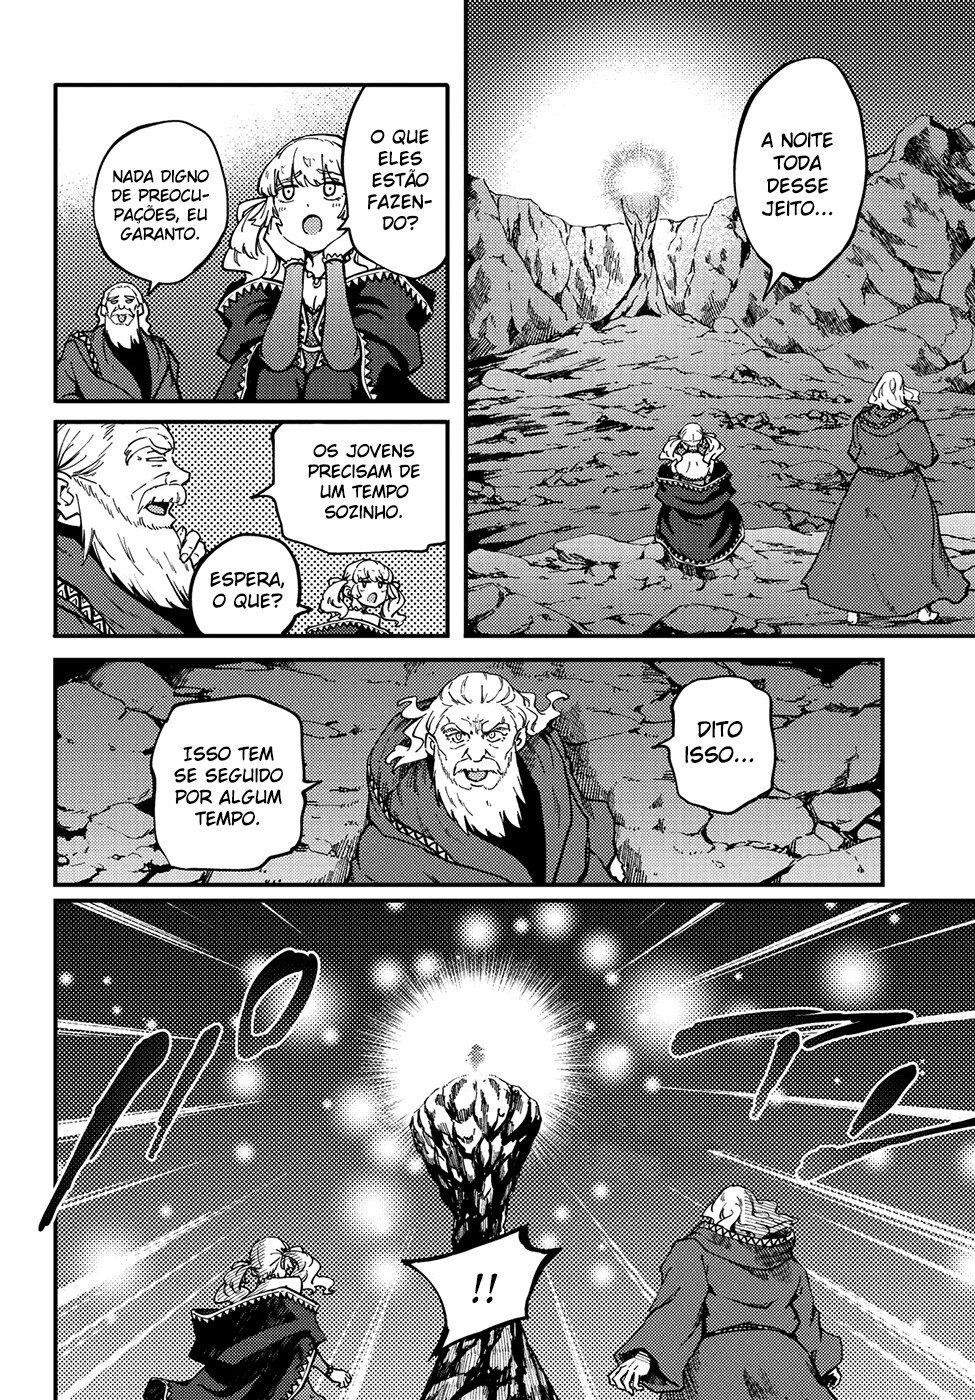 A NOITE
TODA
DESSE
JEITO...
O QUE
ELES
ESTÃO
FAZEN-
DO?
NADA DIGNO
DE PREOCU-
PAÇÕES, EU
GARANTO.
OS JOVENS
PRECISAM DE
UM TEMPO
SOZINHO.
ESPERA,
O QUE?
DITO
ISSO...
ISSO TEM
SE SEGUIDO
POR ALGUM
TEMPO.
!!